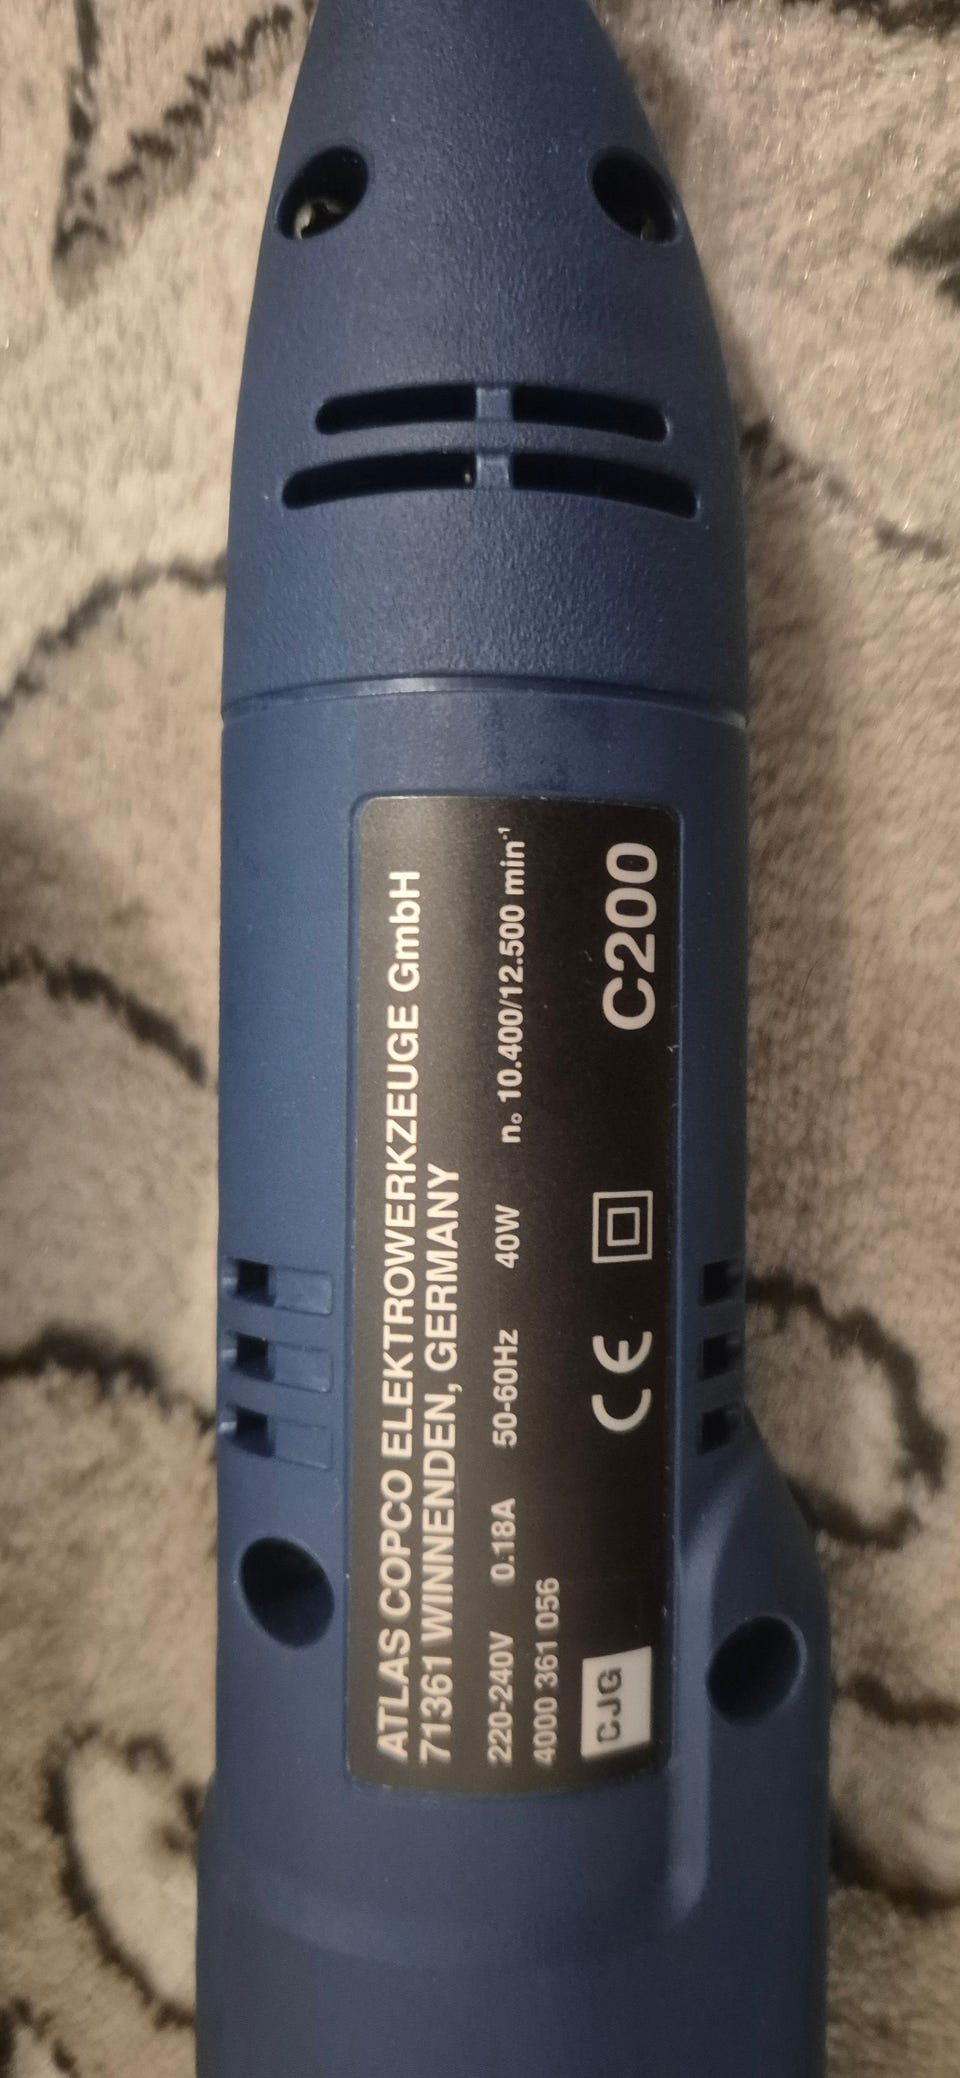 ATLAS COPCO ELEKTROWERKZEUGE GmbH
71361 WINNENDEN, GERMANY
220-240V 0.18A 50-60Hz 40W n₀ 10.400/12.500 min⁻¹
4000 361 056
CJG CE C200